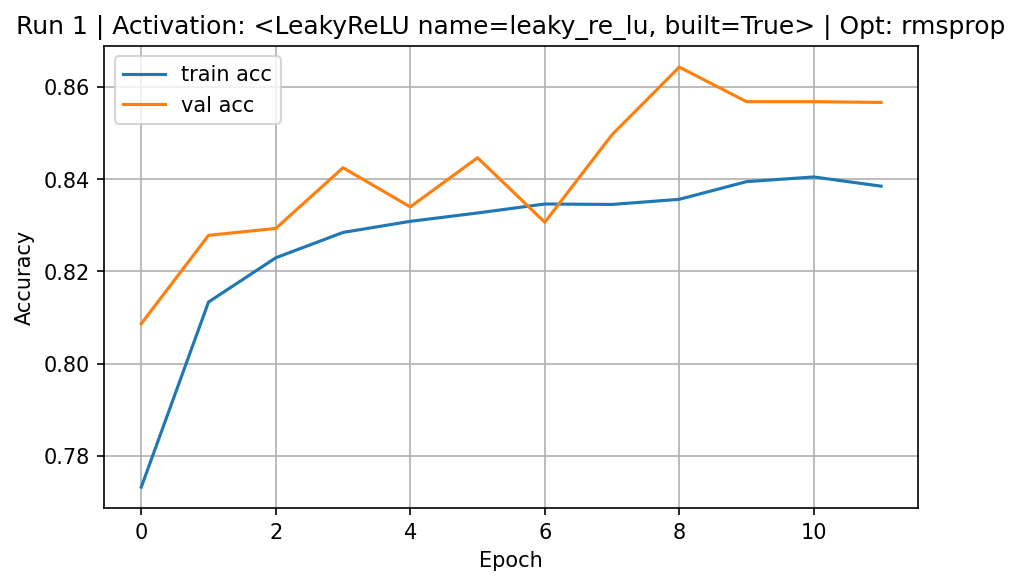 Run 1 | Activation: <LeakyReLU name=leaky_re_lu, built=True> | Opt: rmsprop
train acc
val acc
0.86
0.84
0.82
0.80
0.78
Accuracy
0 2 4 6 8 10
Epoch